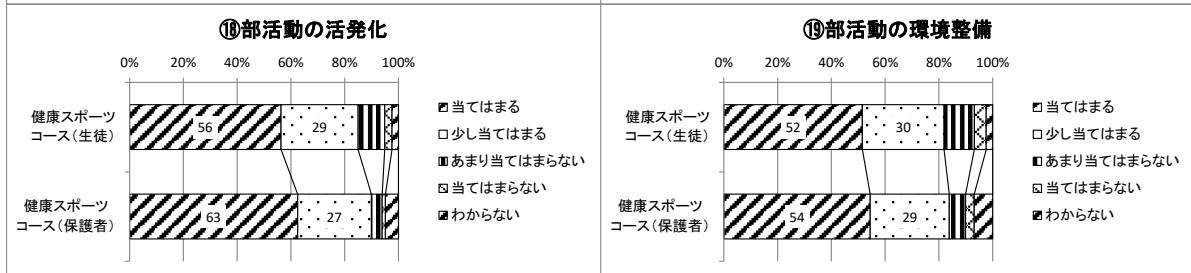 ⑱部活動の活発化
0% 20% 40% 60% 80% 100%
健康スポーツ
コース(生徒)
56 29
健康スポーツ
コース(保護者)
63 27
当てはまる
少し当てはまる
あまり当てはまらない
当てはまらない
わからない
⑲部活動の環境整備
0% 20% 40% 60% 80% 100%
健康スポーツ
コース(生徒)
52 30
健康スポーツ
コース(保護者)
54 29
当てはまる
少し当てはまる
あまり当てはまらない
当てはまらない
わからない